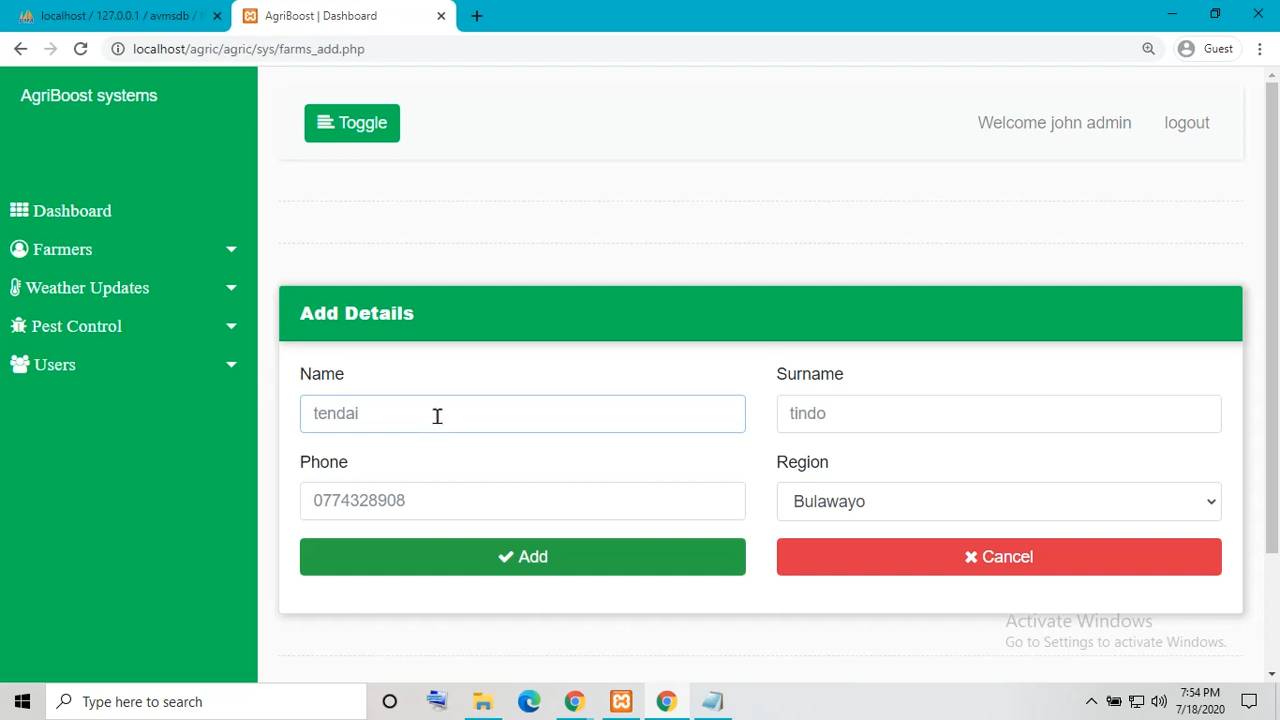 localhost / 127.0.0.1 / avmsdb /
AgriBoost | Dashboard
localhost/agric/agric/sys/farms_add.php
Guest
AgriBoost systems
Toggle
Welcome john admin
logout
Dashboard
Farmers
Weather Updates
Pest Control
Users
Add Details
Name
Surname
tendai
tindo
Phone
Region
0774328908
Bulawayo
Add
Cancel
Activate Windows
Go to Settings to activate Windows.
Type here to search
7:54 PM
7/18/2020